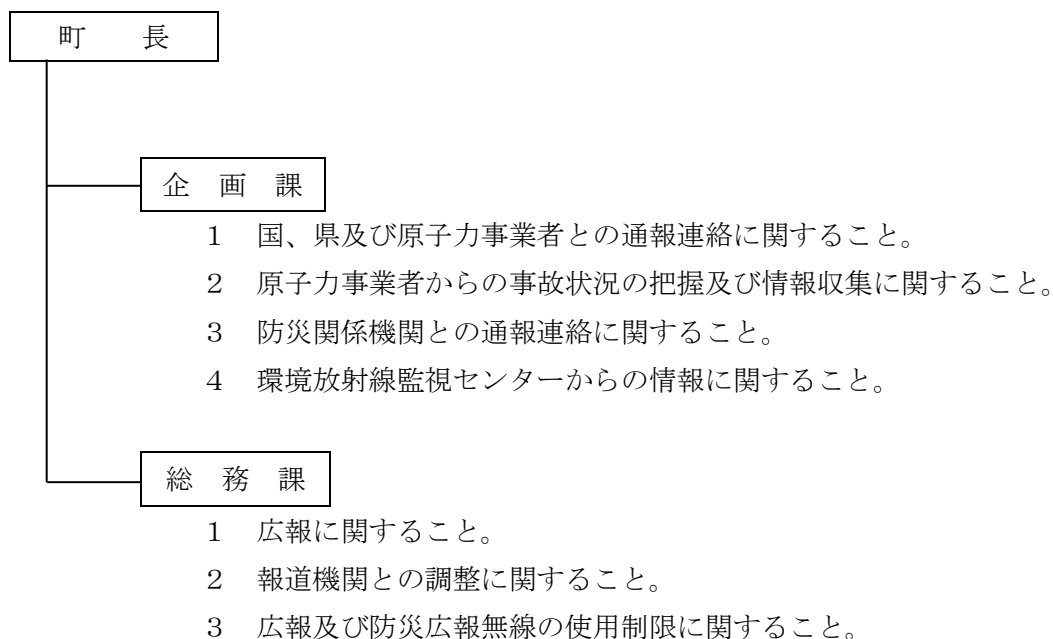 町　長
企　画　課
１　国、県及び原子力事業者との通報連絡に関すること。
２　原子力事業者からの事故状況の把握及び情報収集に関すること。
３　防災関係機関との通報連絡に関すること。
４　環境放射線監視センターからの情報に関すること。
総　務　課
１　広報に関すること。
２　報道機関との調整に関すること。
３　広報及び防災広報無線の使用制限に関すること。